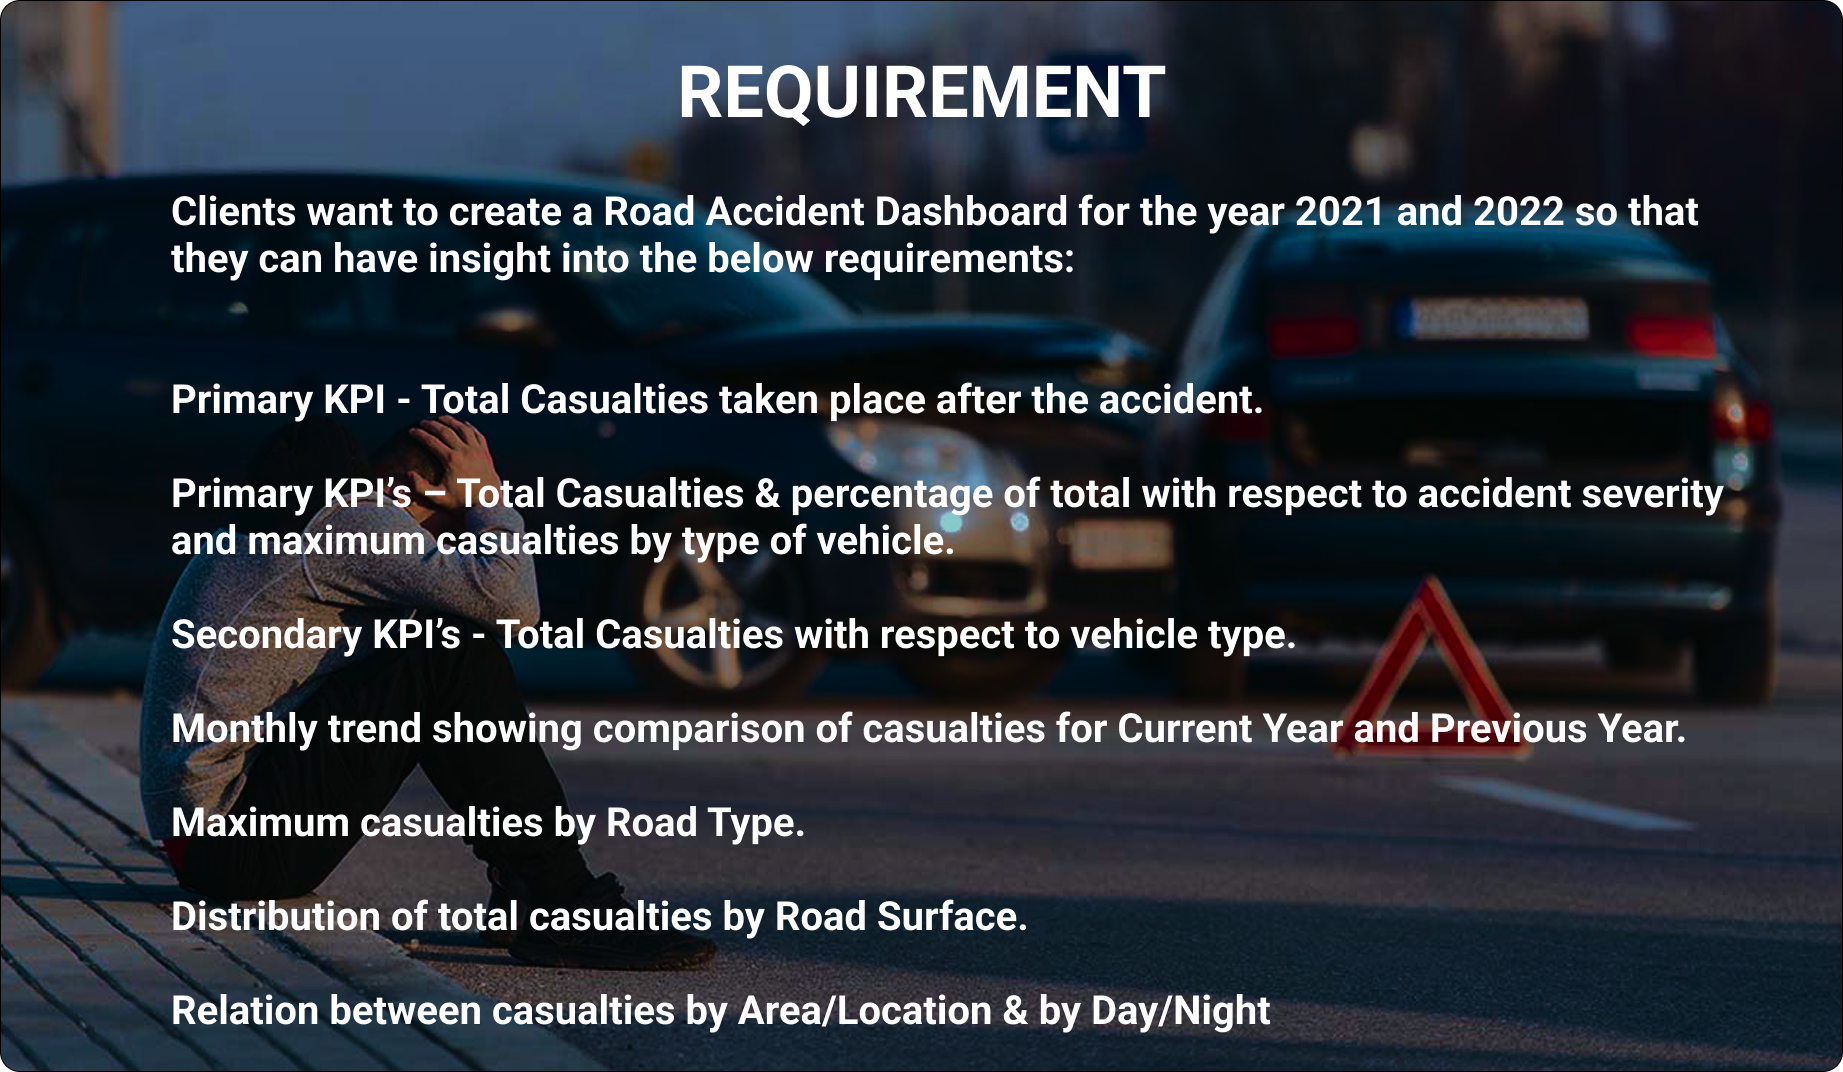 REQUIREMENT
Clients want to create a Road Accident Dashboard for the year 2021 and 2022 so that
they can have insight into the below requirements:
Primary KPI - Total Casualties taken place after the accident.
Primary KPI’s – Total Casualties & percentage of total with respect to accident severity
and maximum casualties by type of vehicle.
Secondary KPI’s - Total Casualties with respect to vehicle type.
Monthly trend showing comparison of casualties for Current Year and Previous Year.
Maximum casualties by Road Type.
Distribution of total casualties by Road Surface.
Relation between casualties by Area/Location & by Day/Night